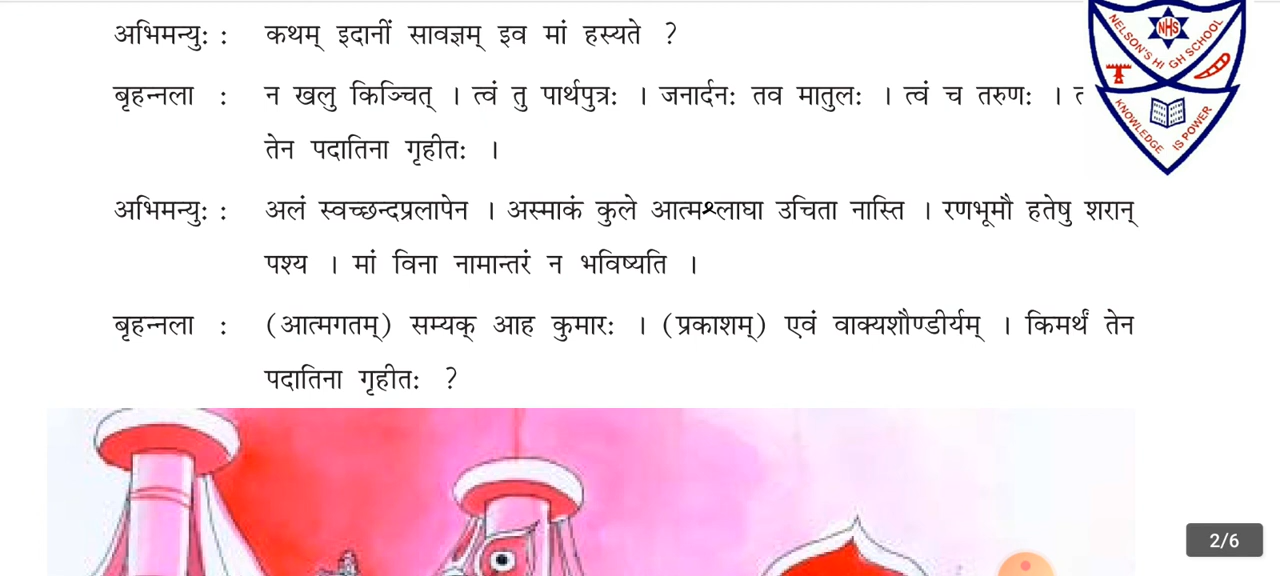 अभिमन्युः : कथम् इदानीं सावज्ञम् इव मां हस्यते ?
बृहन्नला : न खलु किञ्चित् । त्वं तु पार्थपुत्रः । जनार्दनः तव मातुलः । त्वं च तरुणः ।
तेन पदातिना गृहीतः ।
अभिमन्युः : अलं स्वच्छन्दप्रलापेन । अस्माकं कुले आत्मश्लाघा उचिता नास्ति । रणभूमौ हतेषु शरान्
पश्य । मां विना नामान्तरं न भविष्यति ।
बृहन्नला : (आत्मगतम्) सम्यक् आह कुमारः । (प्रकाशम्) एवं वाक्यशौण्डीर्यम् । किमर्थं तेन
पदातिना गृहीतः ?
NELSON'S HIGH SCHOOL
NHS
KNOWLEDGE IS POWER
2/6